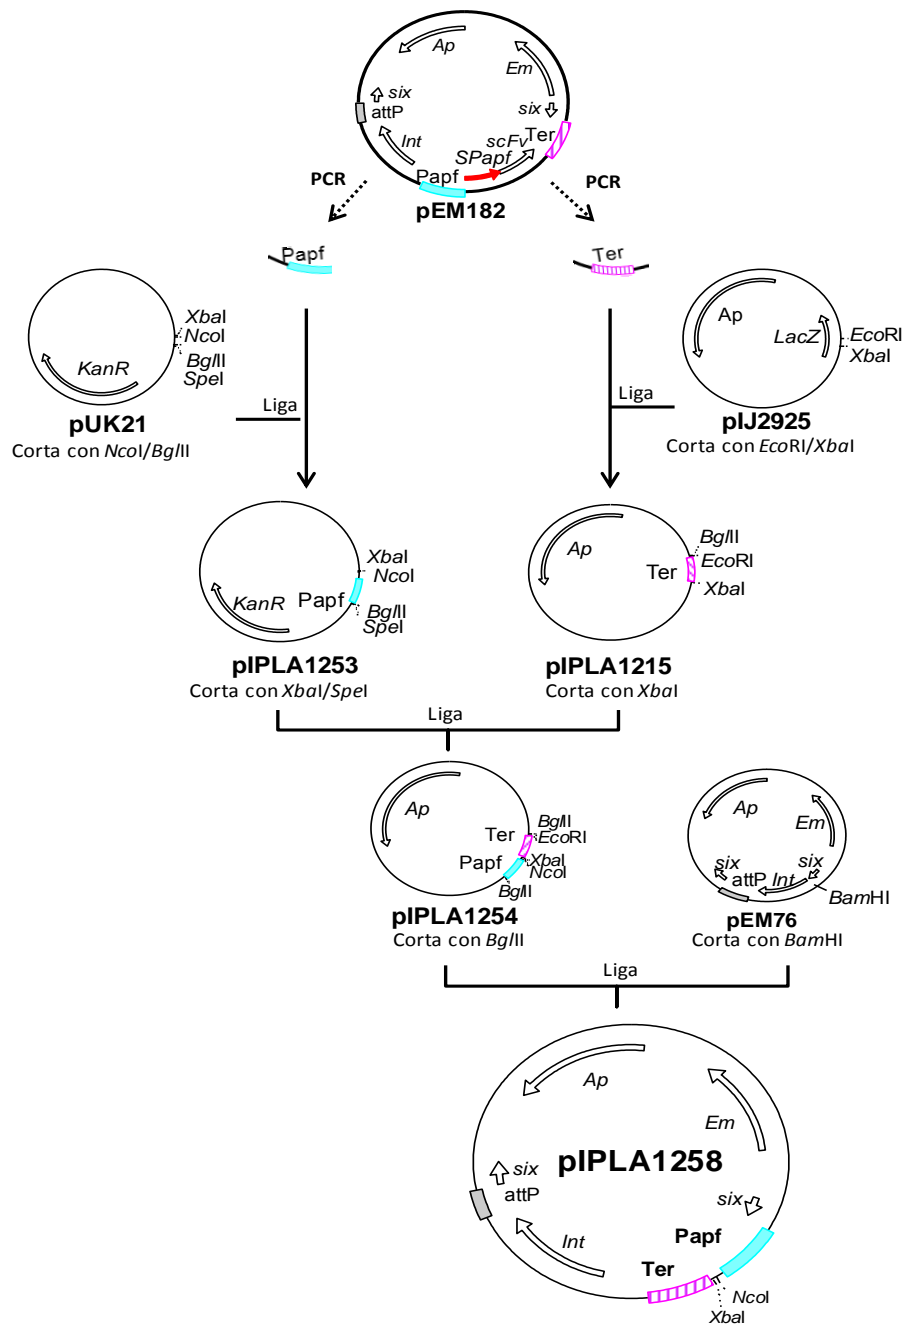 Ap
Em
six
attP
six
Int
scFv
Ter
SPapf
Papf
pEM182
PCR
PCR
Papf
Ter
XbaI
NcoI
BglII
SpeI
KanR
pUK21
Corta con NcoI/BglII
Liga
Ap
LacZ
EcoRI
XbaI
pIJ2925
Corta con EcoRI/XbaI
Liga
XbaI
NcoI
KanR
Papf
BglII
SpeI
pIPLA1253
Corta con XbaI/SpeI
Ap
BglII
EcoRI
Ter
XbaI
pIPLA1215
Corta con XbaI
Liga
Ap
BglII
EcoRI
Ter
Papf
XbaI
NcoI
BglII
pIPLA1254
Corta con BglII
Ap
Em
six
six
attP
Int
BamHI
pEM76
Corta con BamHI
Liga
Ap
Em
pIPLA1258
six
attP
six
Int
Papf
Ter
NcoI
XbaI